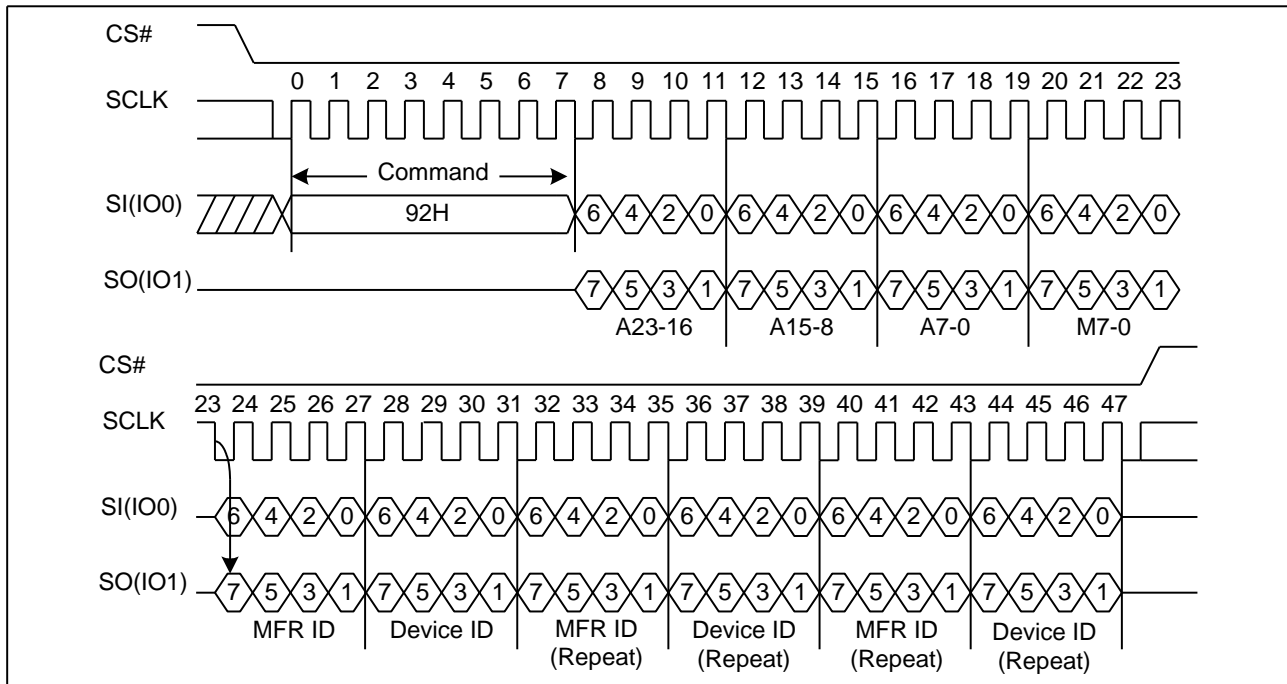 CS#
0 1 2 3 4 5 6 7 8 9 10 11 12 13 14 15 16 17 18 19 20 21 22 23
SCLK
Command
SI(IO0) 92H 6 4 2 0 6 4 2 0 6 4 2 0 6 4 2 0
SO(IO1) 7 5 3 1 7 5 3 1 7 5 3 1 7 5 3 1
A23-16 A15-8 A7-0 M7-0
CS#
23 24 25 26 27 28 29 30 31 32 33 34 35 36 37 38 39 40 41 42 43 44 45 46 47
SCLK
SI(IO0) 6 4 2 0 6 4 2 0 6 4 2 0 6 4 2 0 6 4 2 0 6 4 2 0
SO(IO1) 7 5 3 1 7 5 3 1 7 5 3 1 7 5 3 1 7 5 3 1 7 5 3 1
MFR ID Device ID MFR ID Device ID MFR ID Device ID
(Repeat) (Repeat) (Repeat) (Repeat)